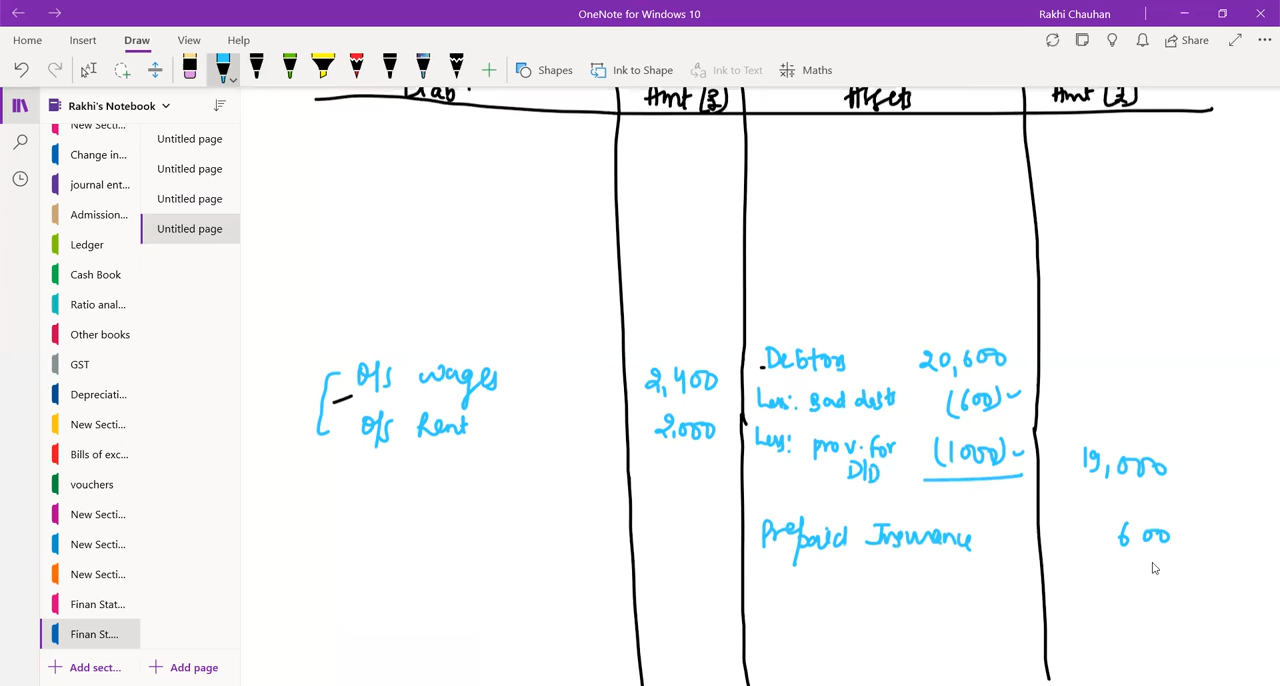 OneNote for Windows 10
Rakhi Chauhan
Home Insert Draw View Help
Share
Shapes Ink to Shape Ink to Text Maths
Rakhi's Notebook
New Secti...
Change in...
journal ent...
Admission...
Ledger
Cash Book
Ratio anal...
Other books
GST
Depreciati...
New Secti...
Bills of exc...
vouchers
New Secti...
New Secti...
New Secti...
Finan Stat...
Finan St....
Add sect...
Untitled page
Untitled page
Untitled page
Untitled page
Add page
Liab. Amt (₹) Assets Amt (₹)
O/s wages 2,400
O/s Rent 2,000
Debtors 20,600
Less: Bad debts (600)
Less: prov. for (1000)
D/D
19,000
Prepaid Insurance 600